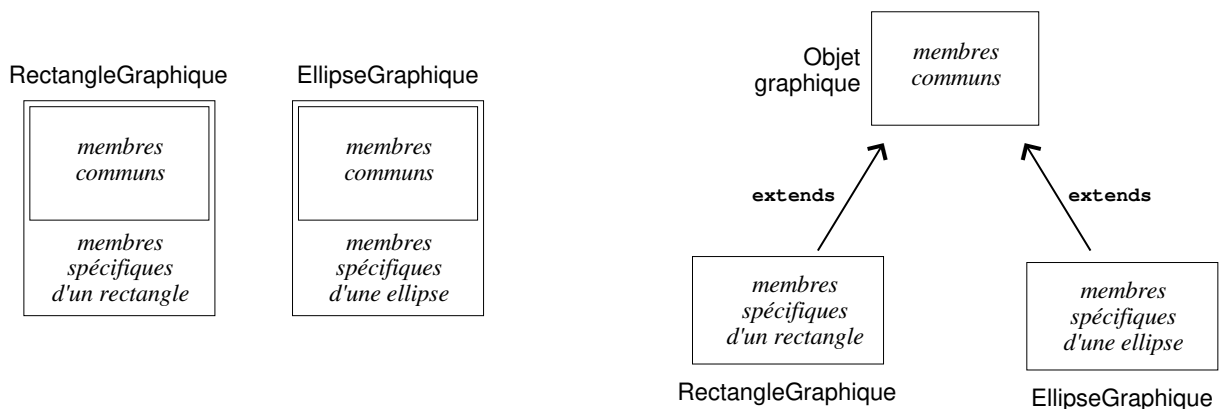 RectangleGraphique
membres
communs
membres
spécifiques
d'un rectangle
EllipseGraphique
membres
communs
membres
spécifiques
d'une ellipse
Objet
graphique
membres
communs
extends
extends
membres
spécifiques
d'un rectangle
RectangleGraphique
membres
spécifiques
d'une ellipse
EllipseGraphique